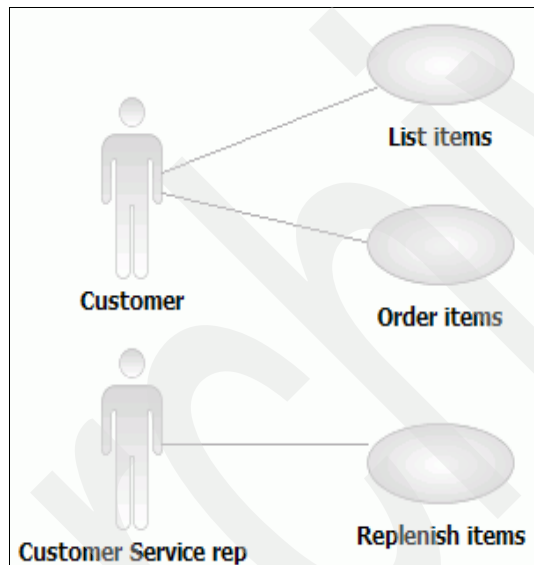 List items
Customer
Order items
Customer Service rep
Replenish items